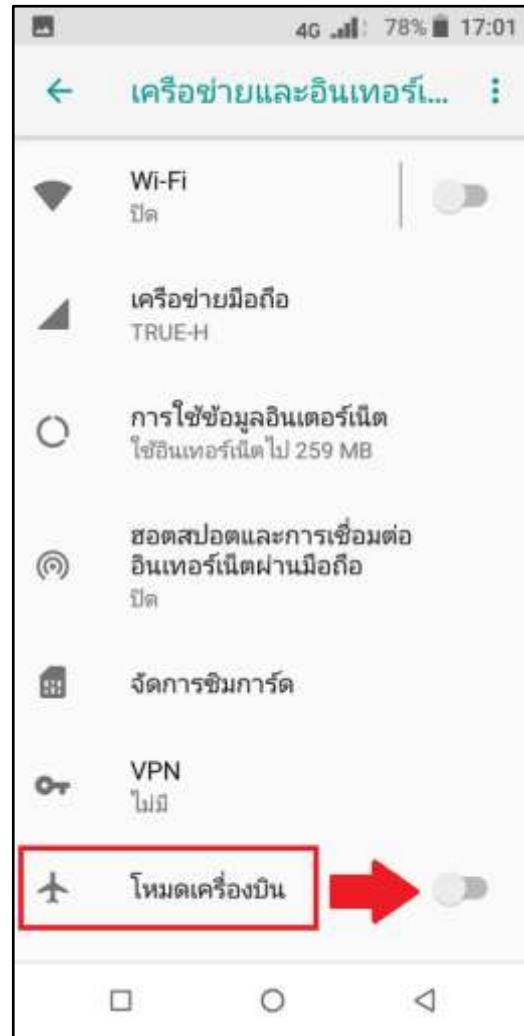 4G 78% 17:01
เครือข่ายและอินเทอร์เ...
Wi-Fi
ปิด
เครือข่ายมือถือ
TRUE-H
การใช้ข้อมูลอินเตอร์เน็ต
ใช้อินเทอร์เน็ตไป 259 MB
ฮอตสปอตและการเชื่อมต่อ
อินเทอร์เน็ตผ่านมือถือ
ปิด
จัดการซิมการ์ด
VPN
ไม่มี
โหมดเครื่องบิน